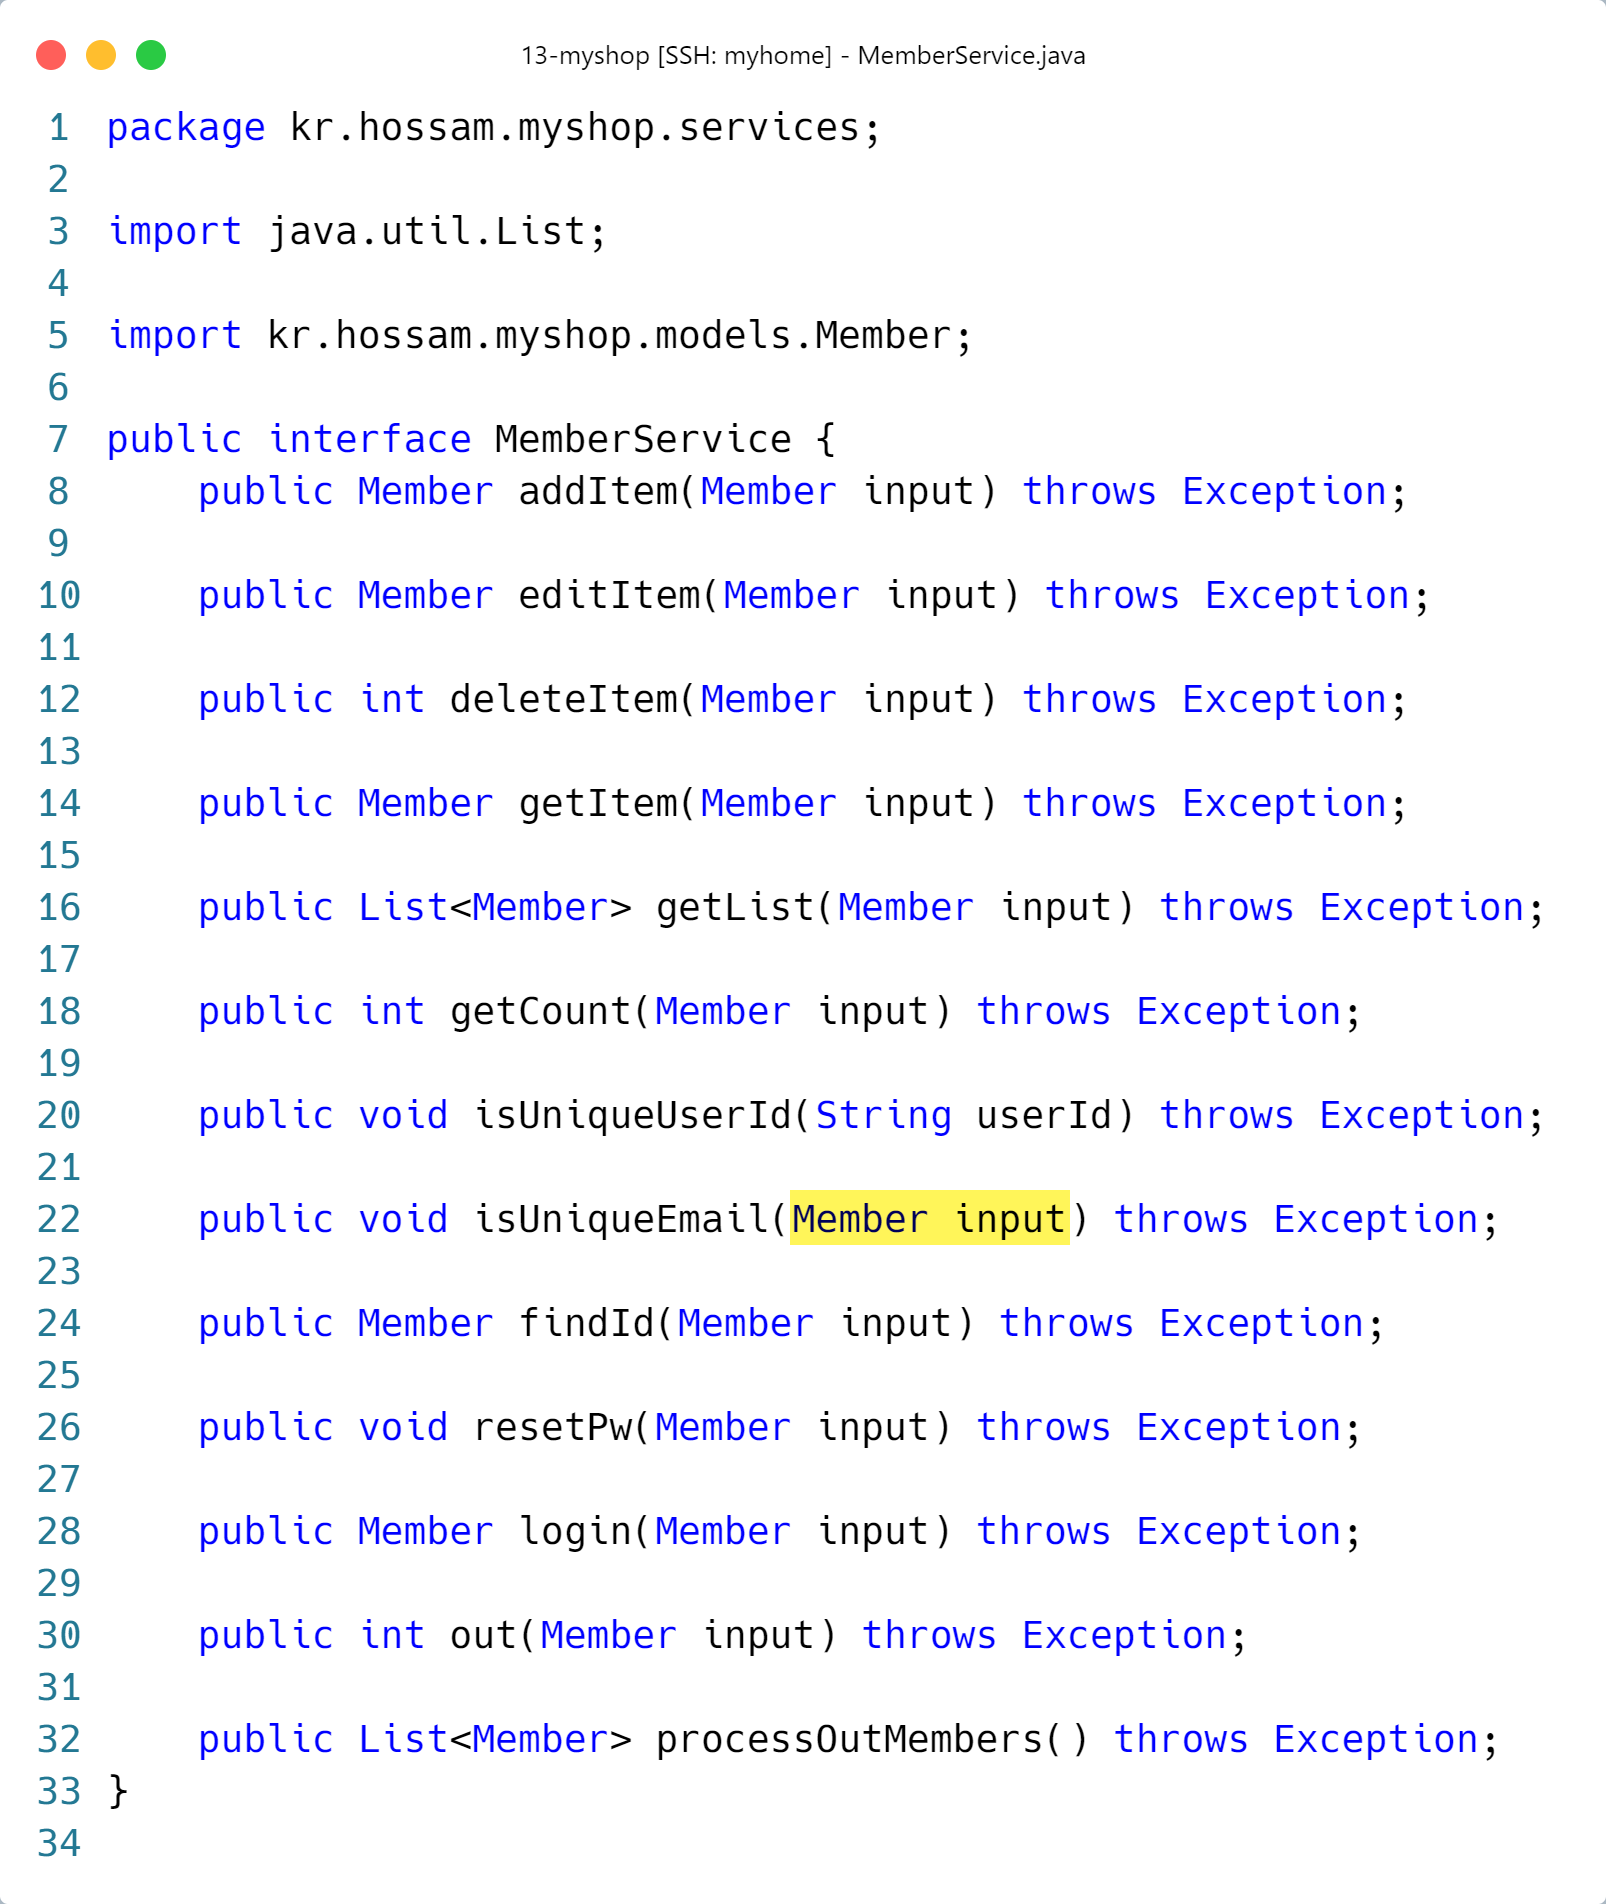 13-myshop [SSH: myhome] - MemberService.java
1 package kr.hossam.myshop.services;
2
3 import java.util.List;
4
5 import kr.hossam.myshop.models.Member;
6
7 public interface MemberService {
8     public Member addItem(Member input) throws Exception;
9
10     public Member editItem(Member input) throws Exception;
11
12     public int deleteItem(Member input) throws Exception;
13
14     public Member getItem(Member input) throws Exception;
15
16     public List<Member> getList(Member input) throws Exception;
17
18     public int getCount(Member input) throws Exception;
19
20     public void isUniqueUserId(String userId) throws Exception;
21
22     public void isUniqueEmail(Member input) throws Exception;
23
24     public Member findId(Member input) throws Exception;
25
26     public void resetPw(Member input) throws Exception;
27
28     public Member login(Member input) throws Exception;
29
30     public int out(Member input) throws Exception;
31
32     public List<Member> processOutMembers() throws Exception;
33 }
34